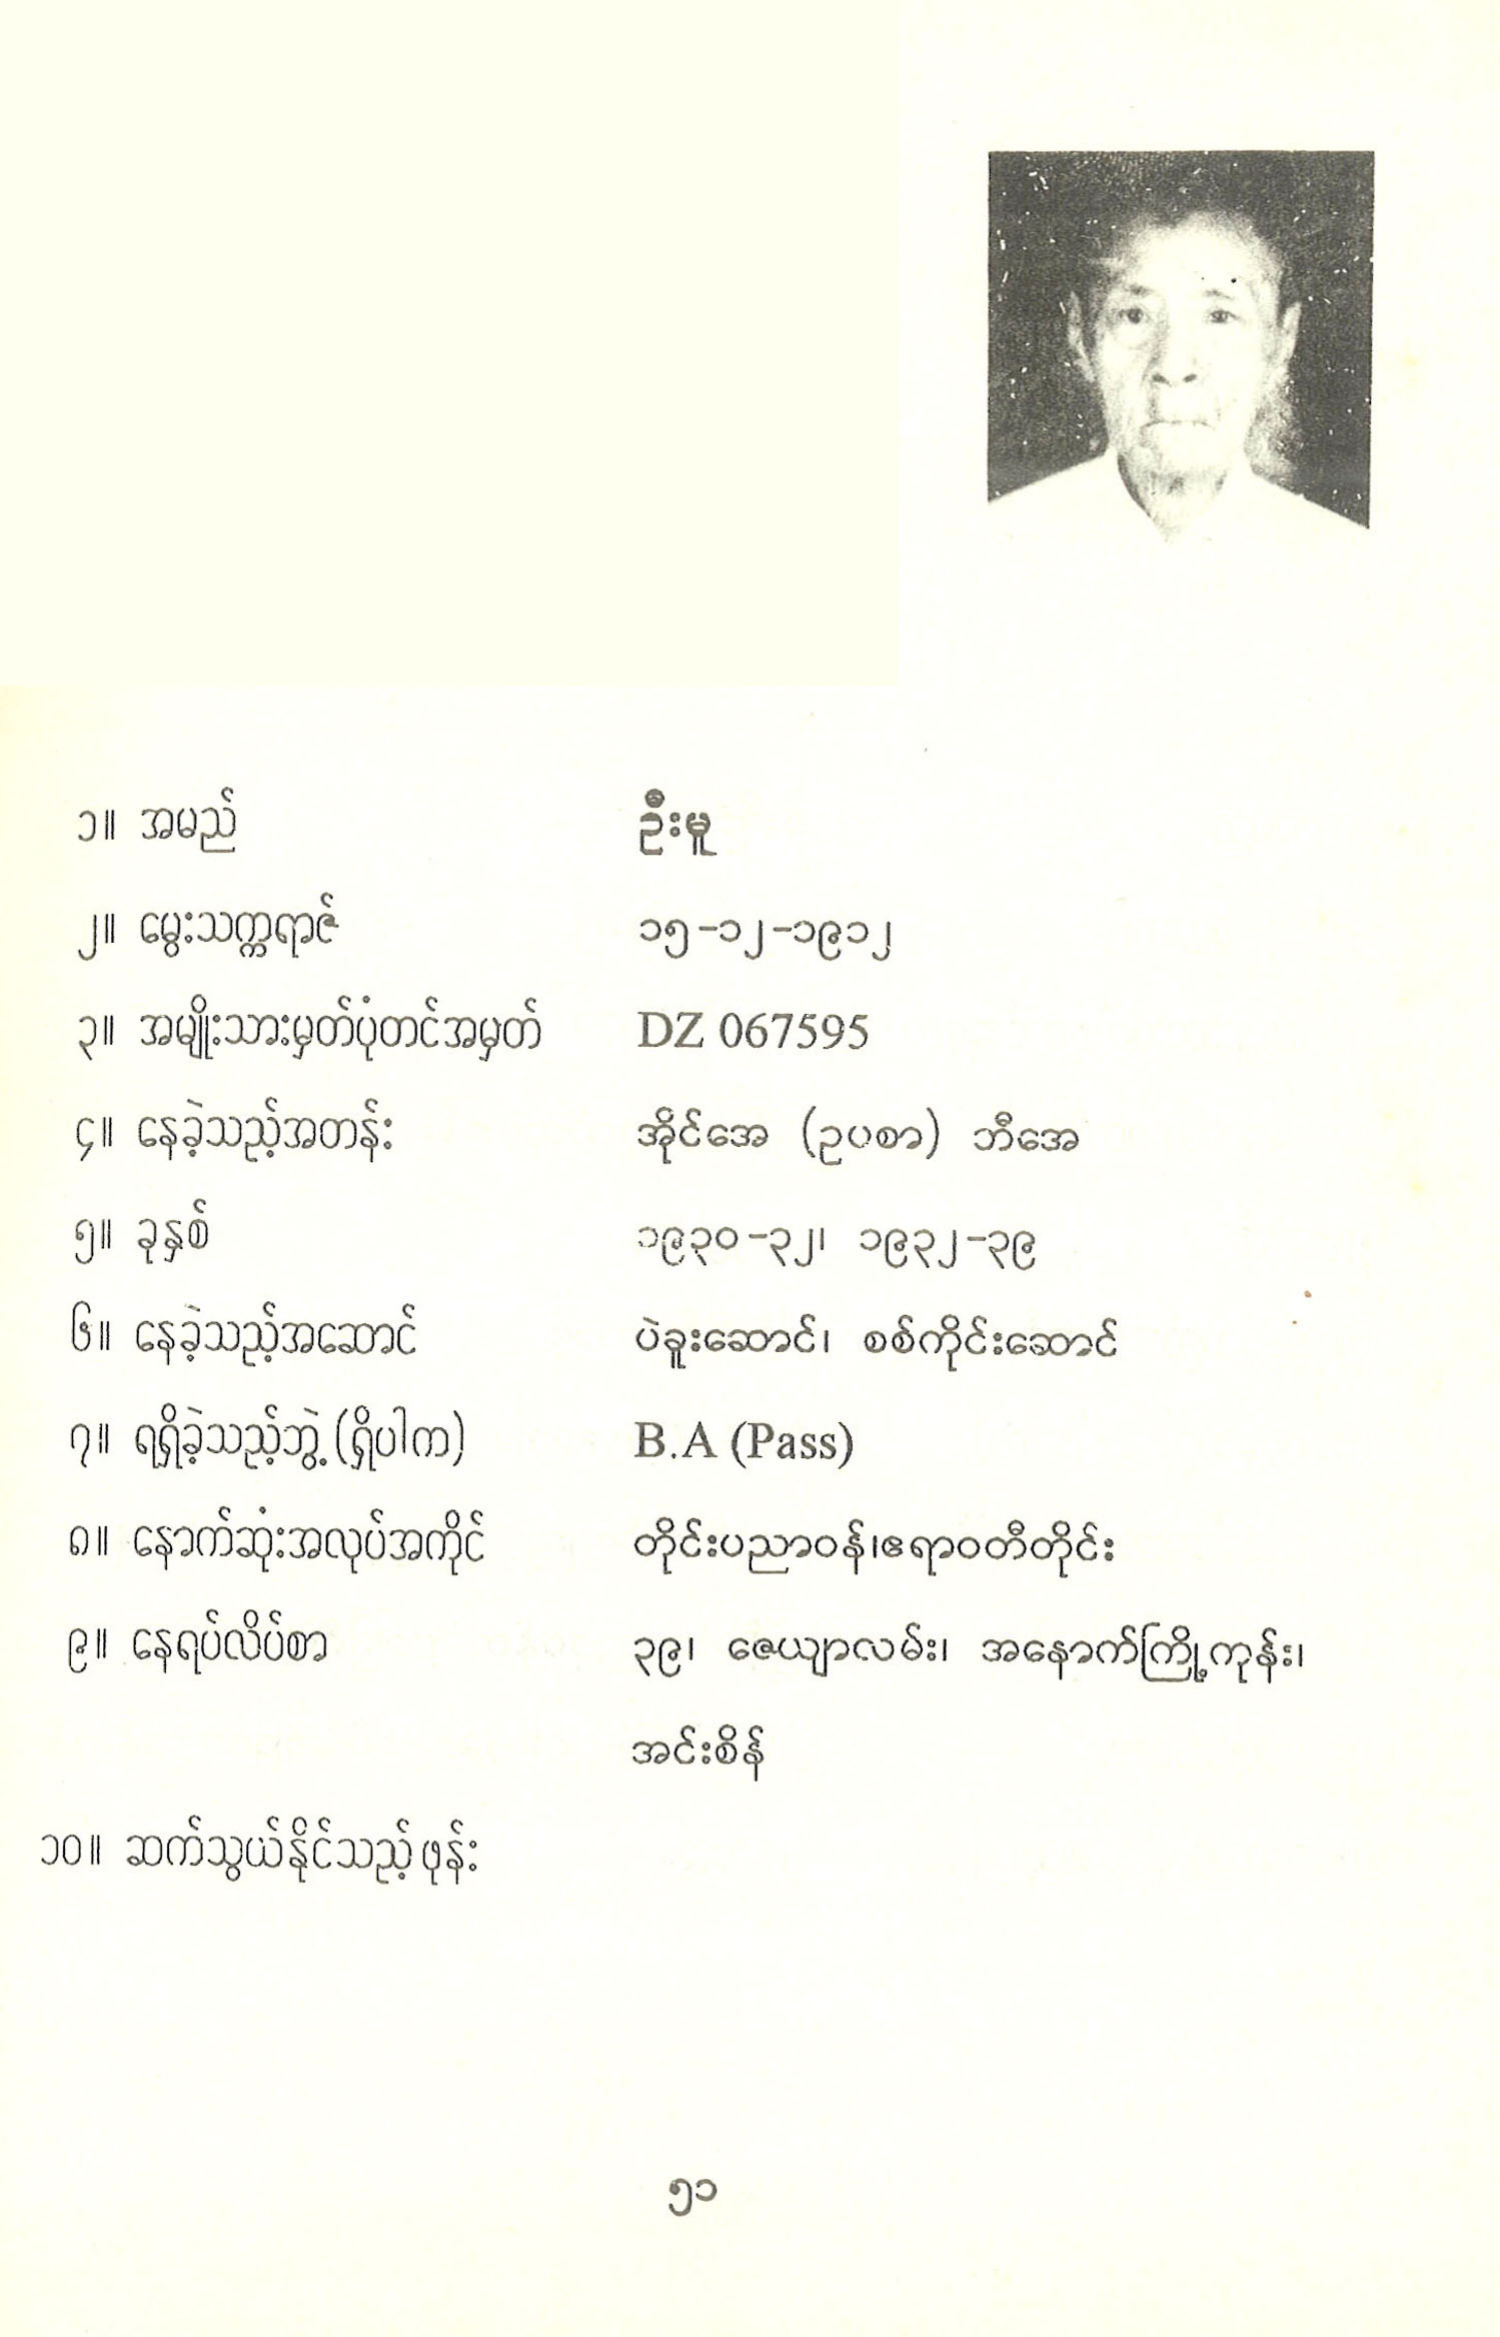 ၁။ အမည် ဦးမူ
၂။ မွေးသက္ကရာဇ် ၁၅-၁၂-၁၉၁၂
၃။ အမျိုးသားမှတ်ပုံတင်အမှတ် DZ 067595
၄။ နေခဲ့သည့်အတန်း အိုင်အေ (ဥပစာ) ဘီအေ
၅။ ခုနှစ် ၁၉၃၀-၃၂၊ ၁၉၃၂-၃၉
၆။ နေခဲ့သည့်အဆောင် ပဲခူးဆောင်၊ စစ်ကိုင်းဆောင်
၇။ ရရှိခဲ့သည့်ဘွဲ့(ရှိပါက) B.A (Pass)
၈။ နောက်ဆုံးအလုပ်အကိုင် တိုင်းပညာဝန်၊ဧရာဝတီတိုင်း
၉။ နေရပ်လိပ်စာ ၃၉၊ ဇေယျာလမ်း၊ အနောက်ကြို့ကုန်း၊
အင်းစိန်
၁၀။ ဆက်သွယ်နိုင်သည့်ဖုန်း
၅၁